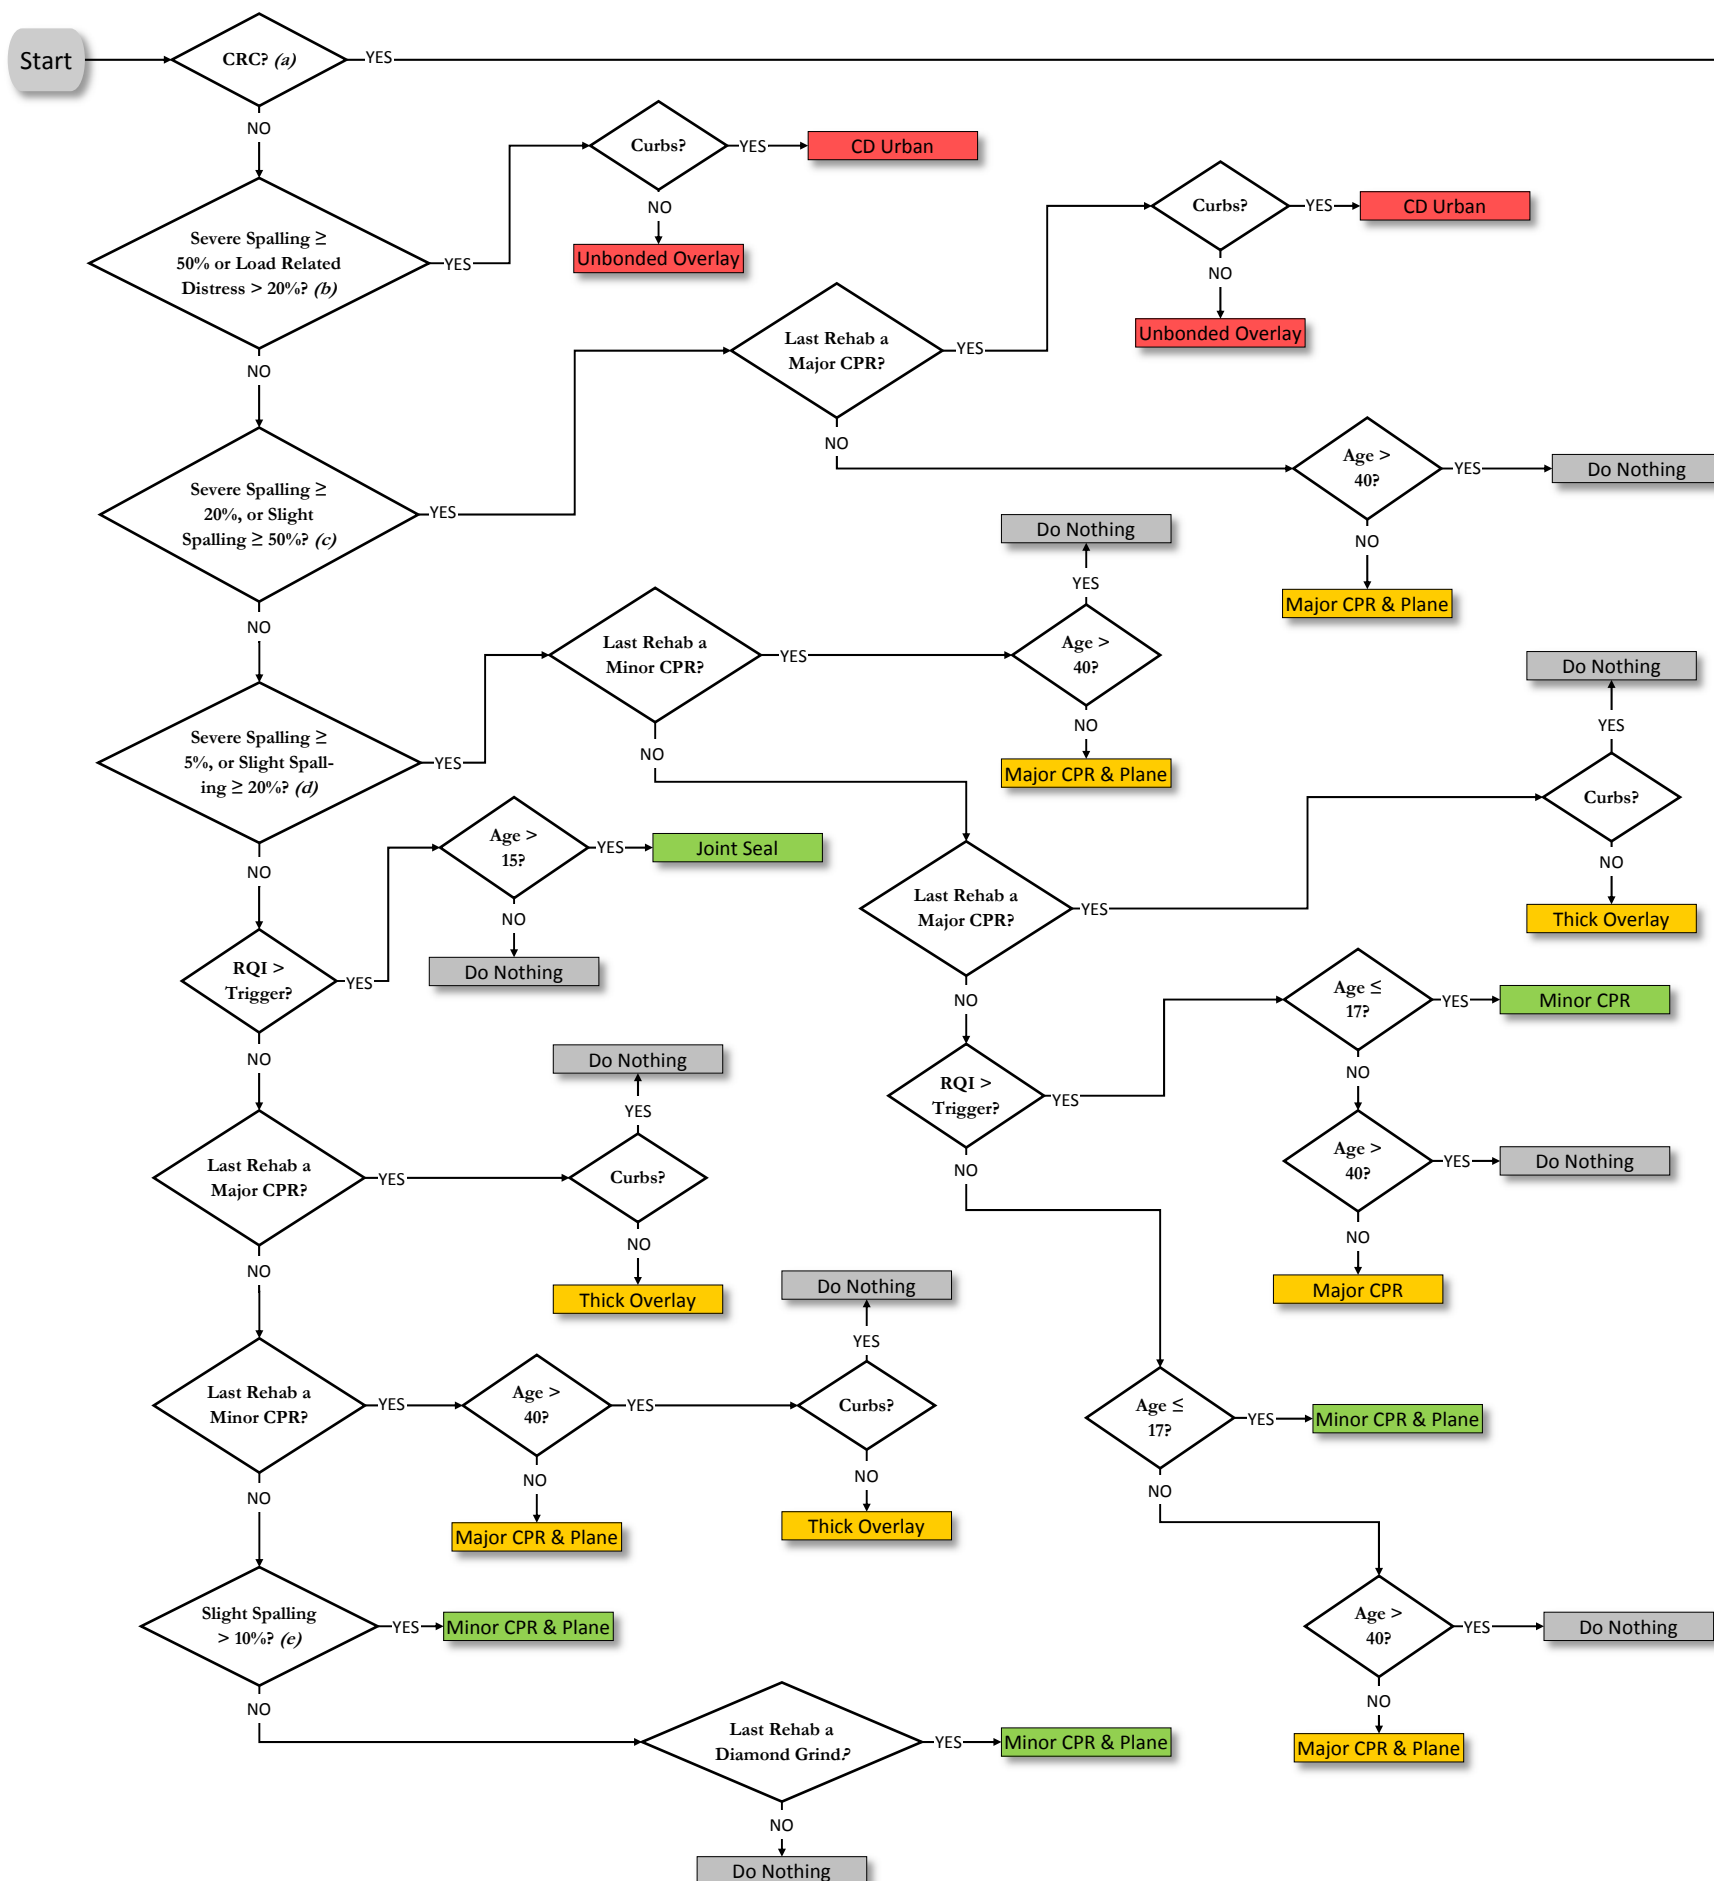 Start
CRC? (a)
YES
NO
Curbs?
YES
CD Urban
NO
Unbonded Overlay
Severe Spalling ≥
50% or Load Related
Distress > 20%? (b)
YES
NO
Curbs?
YES
CD Urban
NO
Unbonded Overlay
Last Rehab a
Major CPR?
YES
NO
Age >
40?
YES
Do Nothing
NO
Major CPR & Plane
Severe Spalling ≥
20%, or Slight
Spalling ≥ 50%? (c)
YES
NO
Do Nothing
YES
Last Rehab a
Minor CPR?
YES
Age >
40?
NO
Major CPR & Plane
NO
Severe Spalling ≥
5%, or Slight Spall-
ing ≥ 20%? (d)
YES
NO
Do Nothing
YES
Curbs?
NO
Thick Overlay
Age >
15?
YES
Joint Seal
NO
Do Nothing
Last Rehab a
Major CPR?
YES
NO
RQI >
Trigger?
YES
NO
Age ≤
17?
YES
Minor CPR
NO
RQI >
Trigger?
YES
NO
Age >
40?
YES
Do Nothing
NO
Major CPR
Do Nothing
YES
Last Rehab a
Major CPR?
YES
Curbs?
NO
Thick Overlay
NO
Do Nothing
YES
Last Rehab a
Minor CPR?
YES
Age >
40?
YES
Curbs?
NO
Major CPR & Plane
NO
Thick Overlay
NO
Age ≤
17?
YES
Minor CPR & Plane
NO
Slight Spalling
> 10%? (e)
YES
Minor CPR & Plane
NO
Age >
40?
YES
Do Nothing
NO
Major CPR & Plane
Last Rehab a
Diamond Grind?
YES
Minor CPR & Plane
NO
Do Nothing